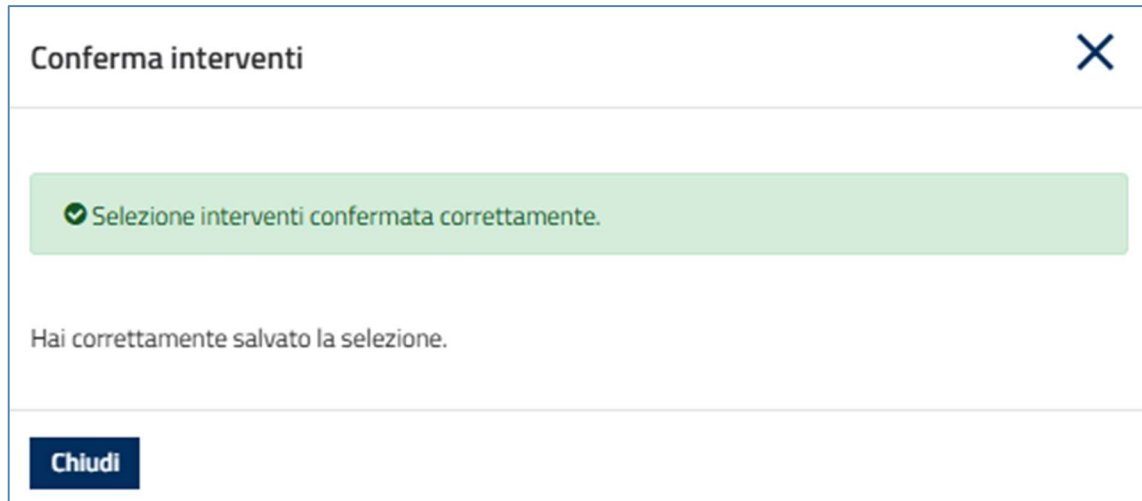 Conferma interventi
Selezione interventi confermata correttamente.
Hai correttamente salvato la selezione.
Chiudi